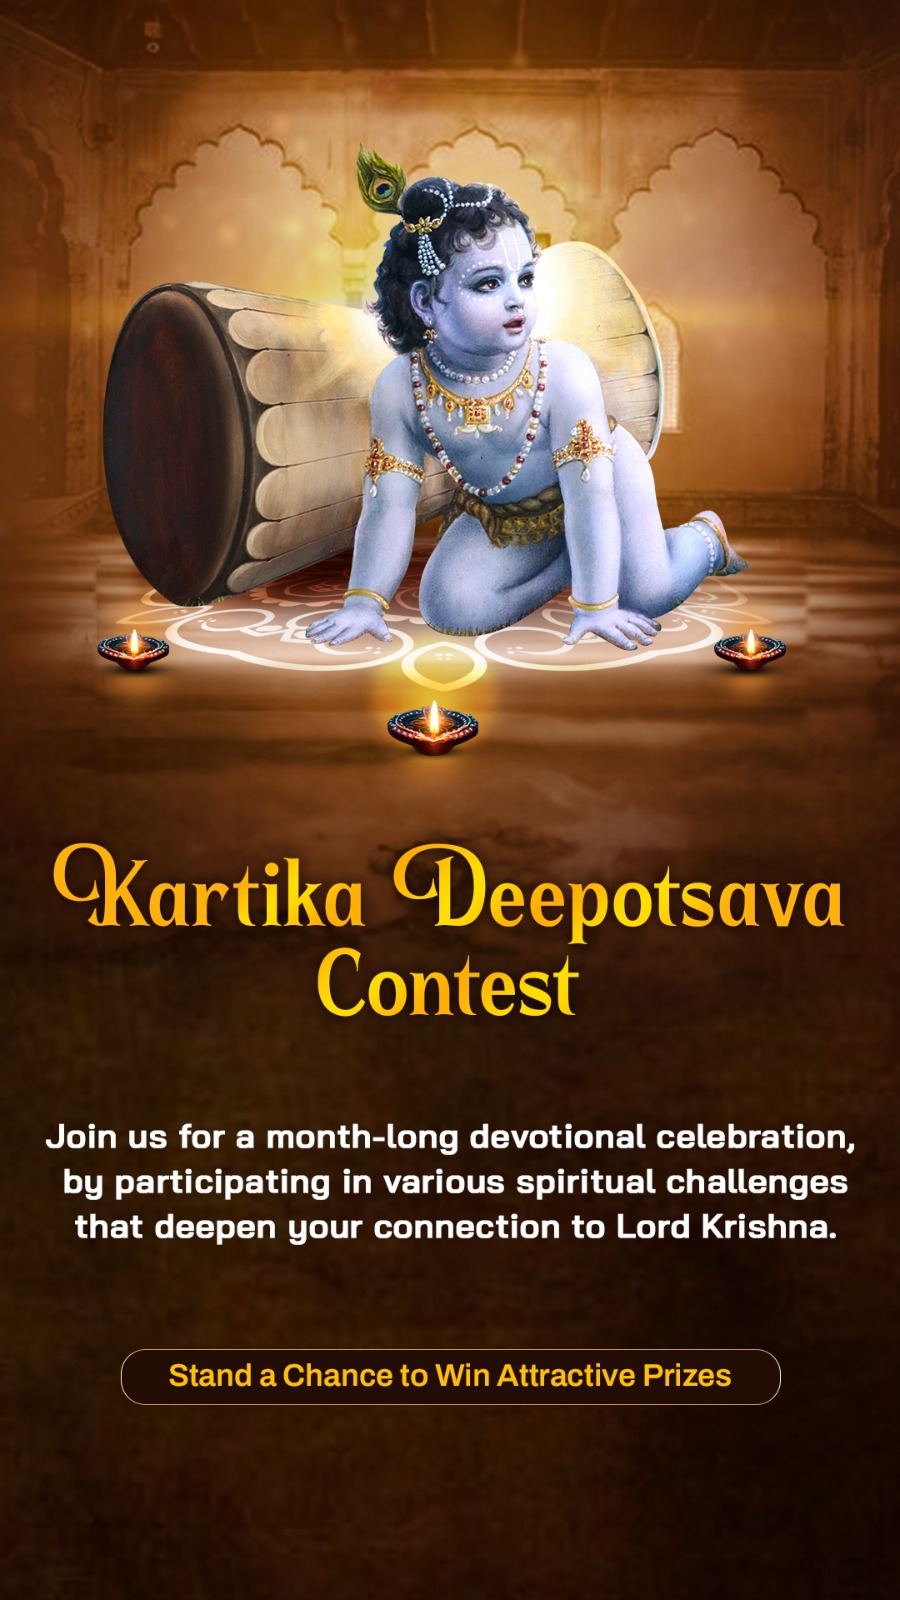 Kartika Deepotsava
Contest
Join us for a month-long devotional celebration,
by participating in various spiritual challenges
that deepen your connection to Lord Krishna.
Stand a Chance to Win Attractive Prizes